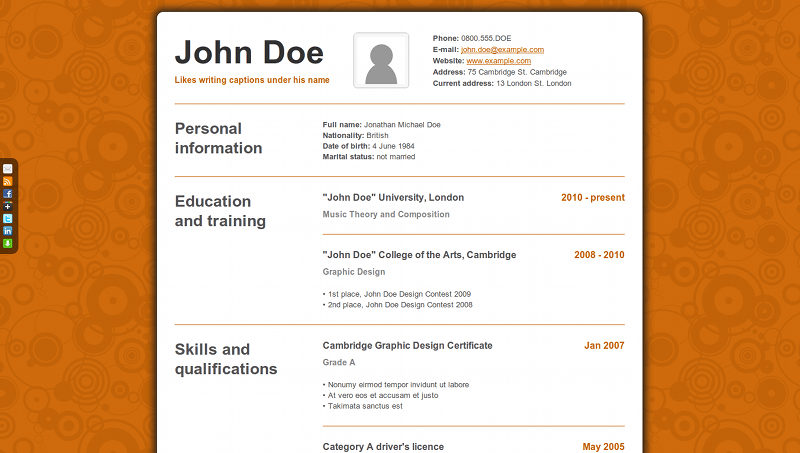 John Doe
Likes writing captions under his name
Phone: 0800.555.DOE
E-mail: john.doe@example.com
Website: www.example.com
Address: 75 Cambridge St. Cambridge
Current address: 13 London St. London
Personal
information
Full name: Jonathan Michael Doe
Nationality: British
Date of birth: 4 June 1984
Marital status: not married
Education
and training
"John Doe" University, London 2010 - present
Music Theory and Composition
"John Doe" College of the Arts, Cambridge 2008 - 2010
Graphic Design
• 1st place, John Doe Design Contest 2009
• 2nd place, John Doe Design Contest 2008
Skills and
qualifications
Cambridge Graphic Design Certificate Jan 2007
Grade A
• Nonumy eirmod tempor invidunt ut labore
• At vero eos et accusam et justo
• Takimata sanctus est
Category A driver's licence May 2005